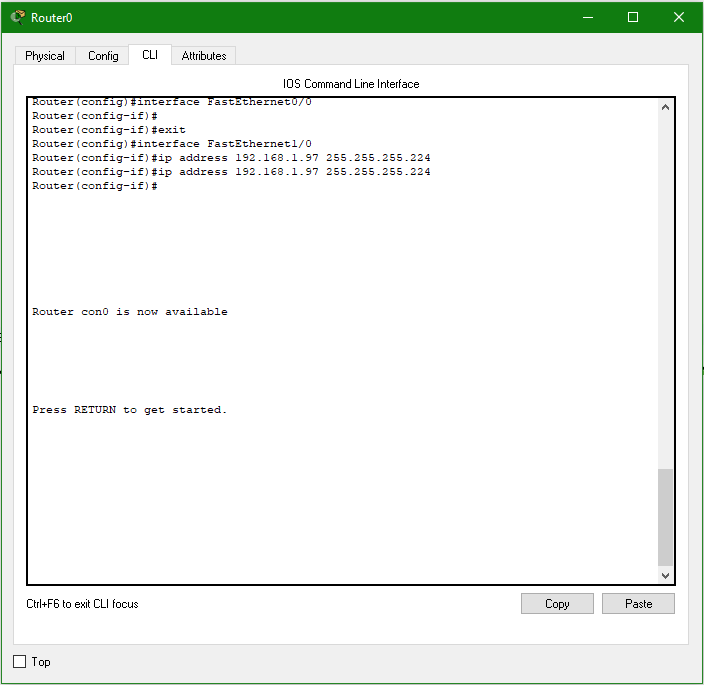 Router0
Physical Config CLI Attributes
IOS Command Line Interface
Router(config)#interface FastEthernet0/0
Router(config-if)#
Router(config-if)#exit
Router(config)#interface FastEthernet1/0
Router(config-if)#ip address 192.168.1.97 255.255.255.224
Router(config-if)#ip address 192.168.1.97 255.255.255.224
Router(config-if)#
Router con0 is now available
Press RETURN to get started.
Ctrl+F6 to exit CLI focus
Copy Paste
Top